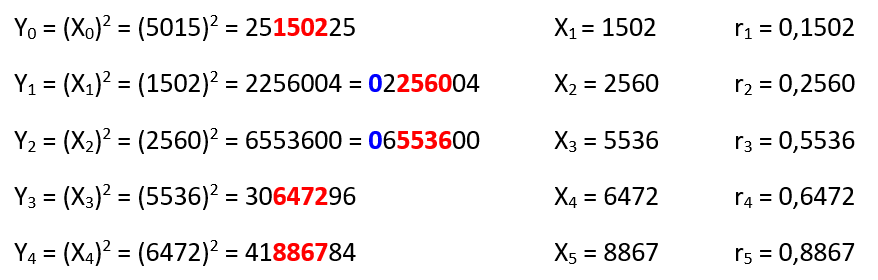 Y₀ = (X₀)² = (5015)² = 25150225 X₁ = 1502 r₁ = 0,1502
Y₁ = (X₁)² = (1502)² = 2256004 = 02256004 X₂ = 2560 r₂ = 0,2560
Y₂ = (X₂)² = (2560)² = 6553600 = 06553600 X₃ = 5536 r₃ = 0,5536
Y₃ = (X₃)² = (5536)² = 30647296 X₄ = 6472 r₄ = 0,6472
Y₄ = (X₄)² = (6472)² = 41886784 X₅ = 8867 r₅ = 0,8867